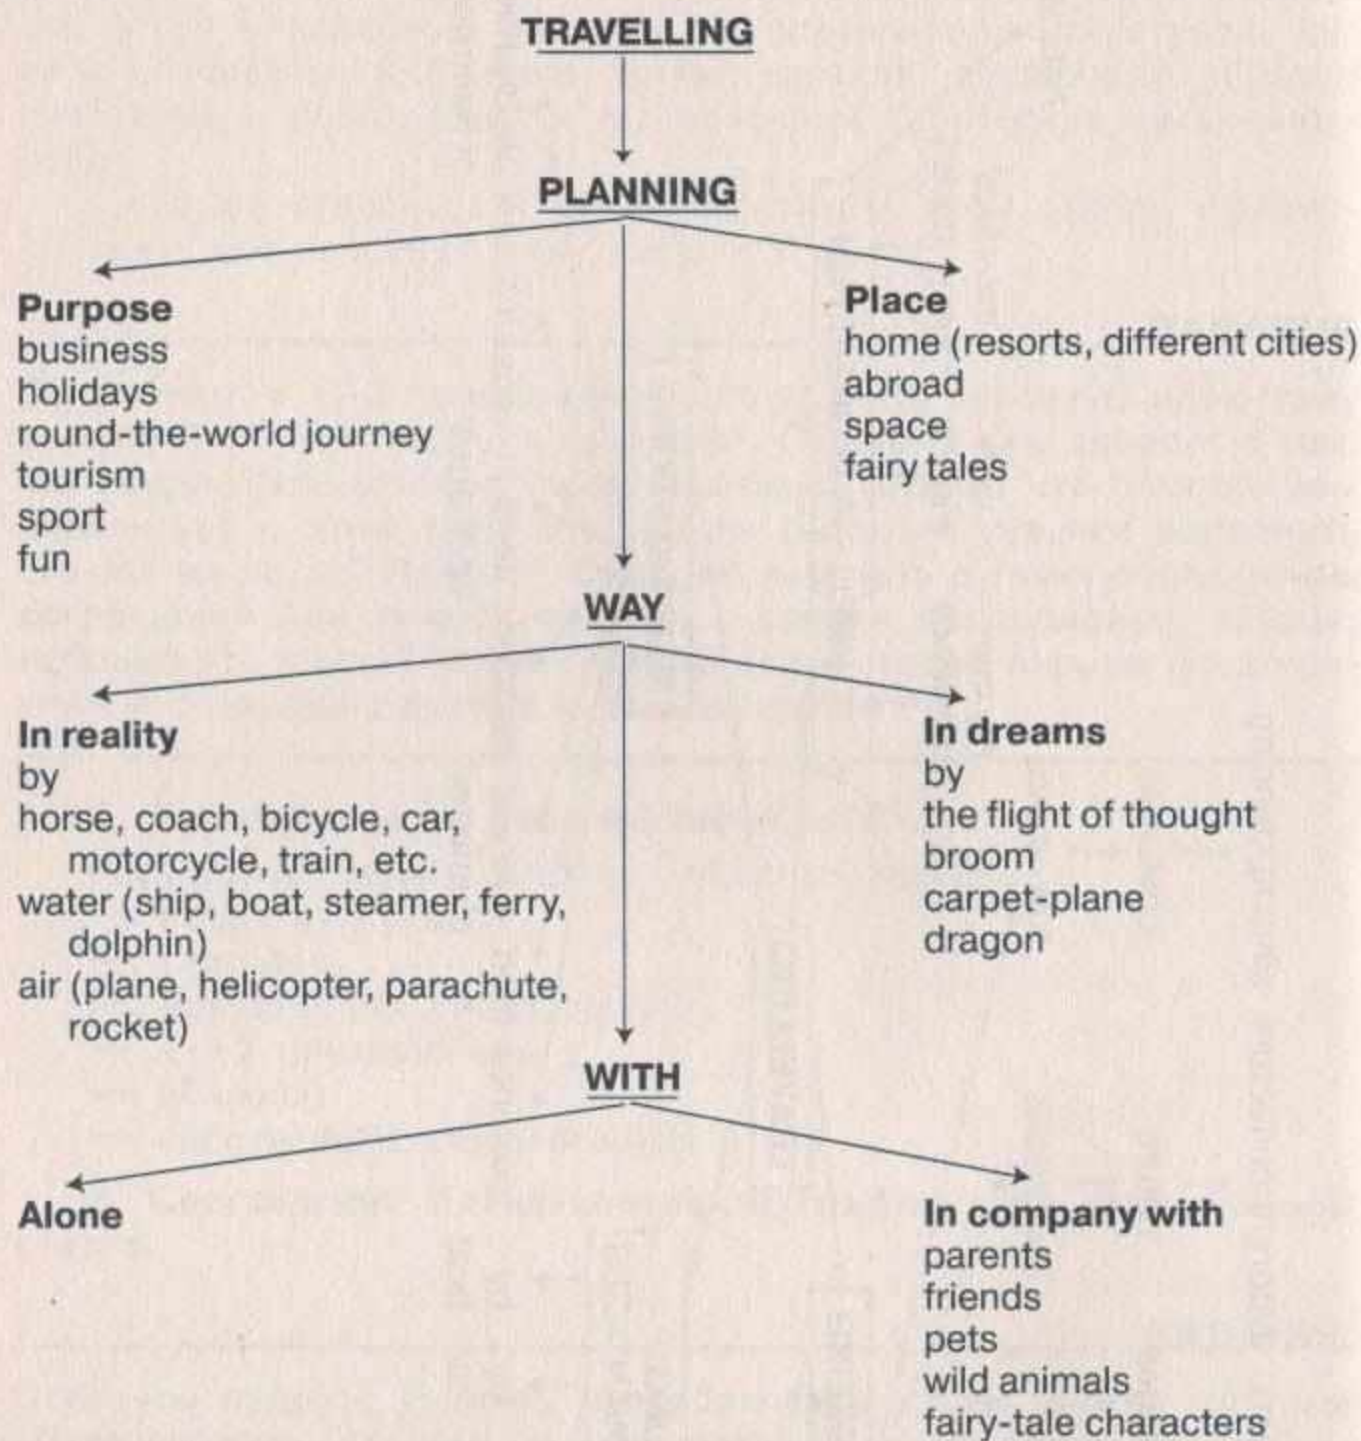 TRAVELLING
PLANNING
Purpose
business
holidays
round-the-world journey
tourism
sport
fun
Place
home (resorts, different cities)
abroad
space
fairy tales
WAY
In reality
by
horse, coach, bicycle, car,
motorcycle, train, etc.
water (ship, boat, steamer, ferry,
dolphin)
air (plane, helicopter, parachute,
rocket)
In dreams
by
the flight of thought
broom
carpet-plane
dragon
WITH
Alone
In company with
parents
friends
pets
wild animals
fairy-tale characters